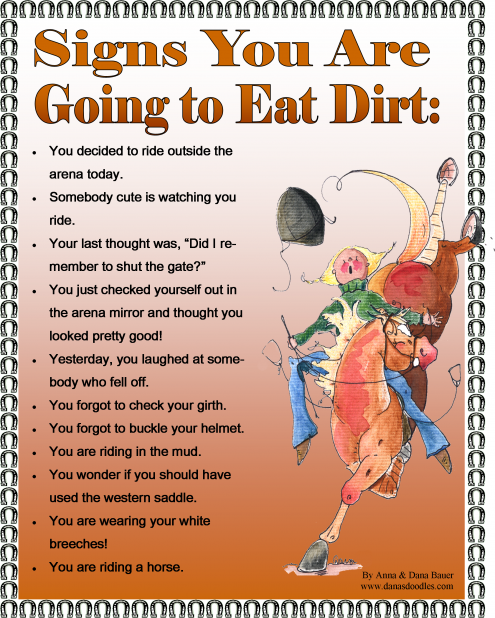 Signs You Are
Going to Eat Dirt:
• You decided to ride outside the
arena today.
• Somebody cute is watching you
ride.
• Your last thought was, “Did I re-
member to shut the gate?”
• You just checked yourself out in
the arena mirror and thought you
looked pretty good!
• Yesterday, you laughed at some-
body who fell off.
• You forgot to check your girth.
• You forgot to buckle your helmet.
• You are riding in the mud.
• You wonder if you should have
used the western saddle.
• You are wearing your white
breeches!
• You are riding a horse.
By Anna & Dana Bauer
www.danasdoodles.com